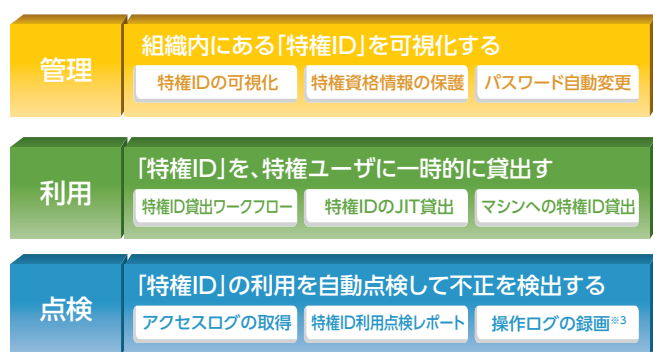 管理
組織内にある「特権ID」を可視化する
特権IDの可視化 特権資格情報の保護 パスワード自動変更
利用
「特権ID」を、特権ユーザに一時的に貸出す
特権ID貸出ワークフロー 特権IDのJIT貸出 マシンへの特権ID貸出
点検
「特権ID」の利用を自動点検して不正を検出する
アクセスログの取得 特権ID利用点検レポート 操作ログの録画※3